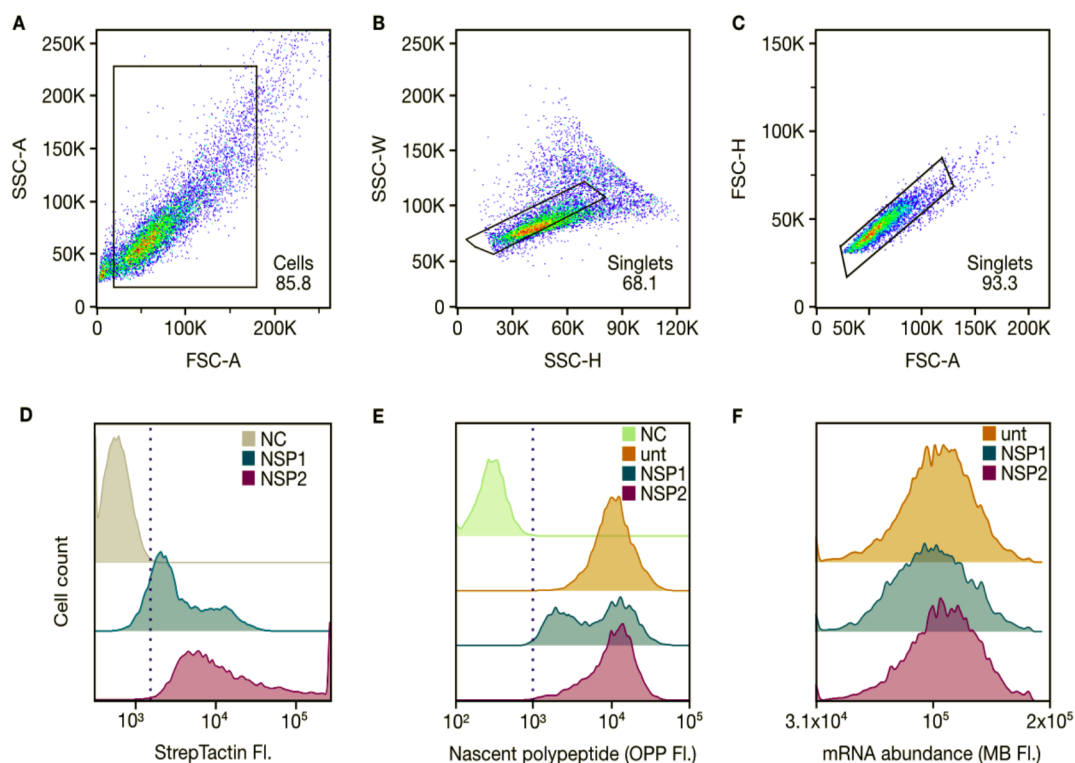 A
250K
200K
150K
100K
50K
0
SSC-A
0
100K
200K
FSC-A
Cells
85.8
B
250K
200K
150K
100K
50K
0
SSC-W
0
30K
60K
90K
120K
SSC-H
Singlets
68.1
C
150K
100K
50K
0
FSC-H
0
50K
100K
150K
200K
FSC-A
Singlets
93.3
D
NC
NSP1
NSP2
Cell count
10³
10⁴
10⁵
StrepTactin Fl.
E
NC
unt
NSP1
NSP2
10²
10³
10⁴
10⁵
Nascent polypeptide (OPP Fl.)
F
unt
NSP1
NSP2
3.1x10⁴
10⁵
2x10⁵
mRNA abundance (MB Fl.)